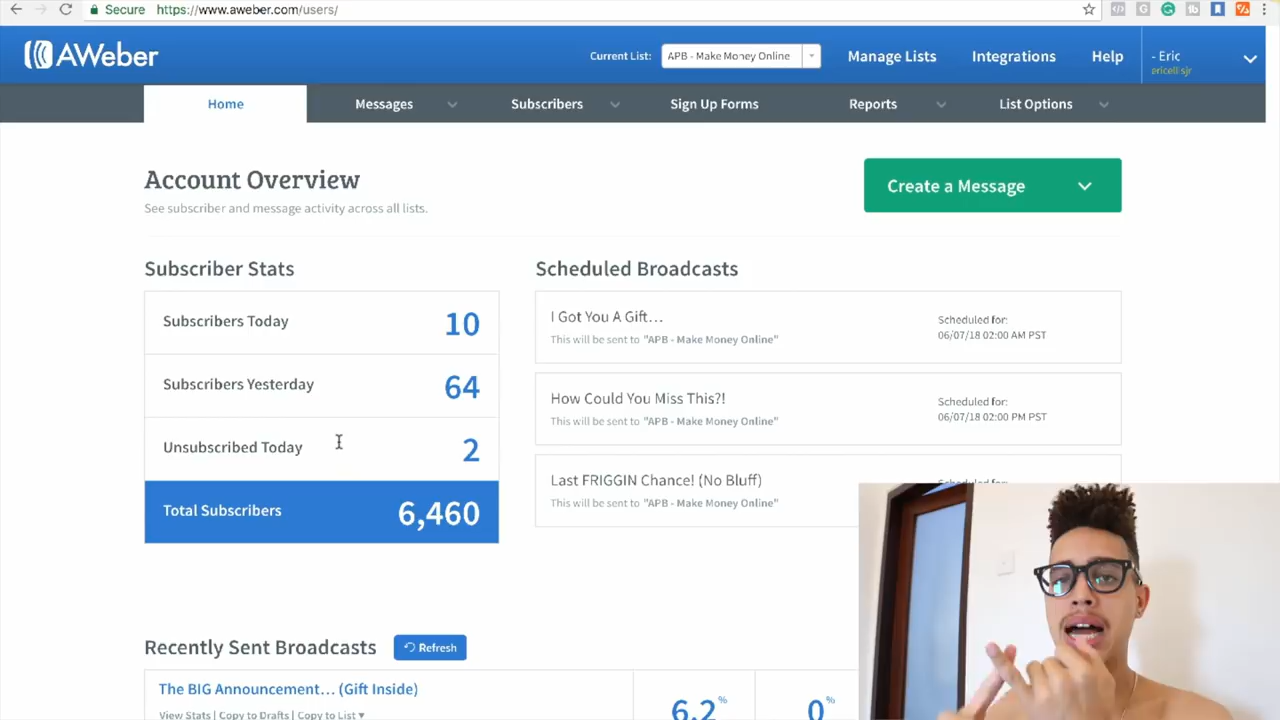 Secure https://www.aweber.com/users/
AWeber
Current List: APB - Make Money Online
Manage Lists
Integrations
Help
- Eric
Home
Messages
Subscribers
Sign Up Forms
Reports
List Options
Account Overview
See subscriber and message activity across all lists.
Create a Message
Subscriber Stats
Subscribers Today 10
Subscribers Yesterday 64
Unsubscribed Today 2
Total Subscribers 6,460
Scheduled Broadcasts
I Got You A Gift...
This will be sent to "APB - Make Money Online"
Scheduled for:
06/07/18 02:00 AM PST
How Could You Miss This?!
This will be sent to "APB - Make Money Online"
Scheduled for:
06/07/18 02:00 PM PST
Last FRIGGIN Chance! (No Bluff)
This will be sent to "APB - Make Money Online"
Recently Sent Broadcasts
Refresh
The BIG Announcement... (Gift Inside)
View Stats | Copy to Drafts | Copy to List
6.2%
0%